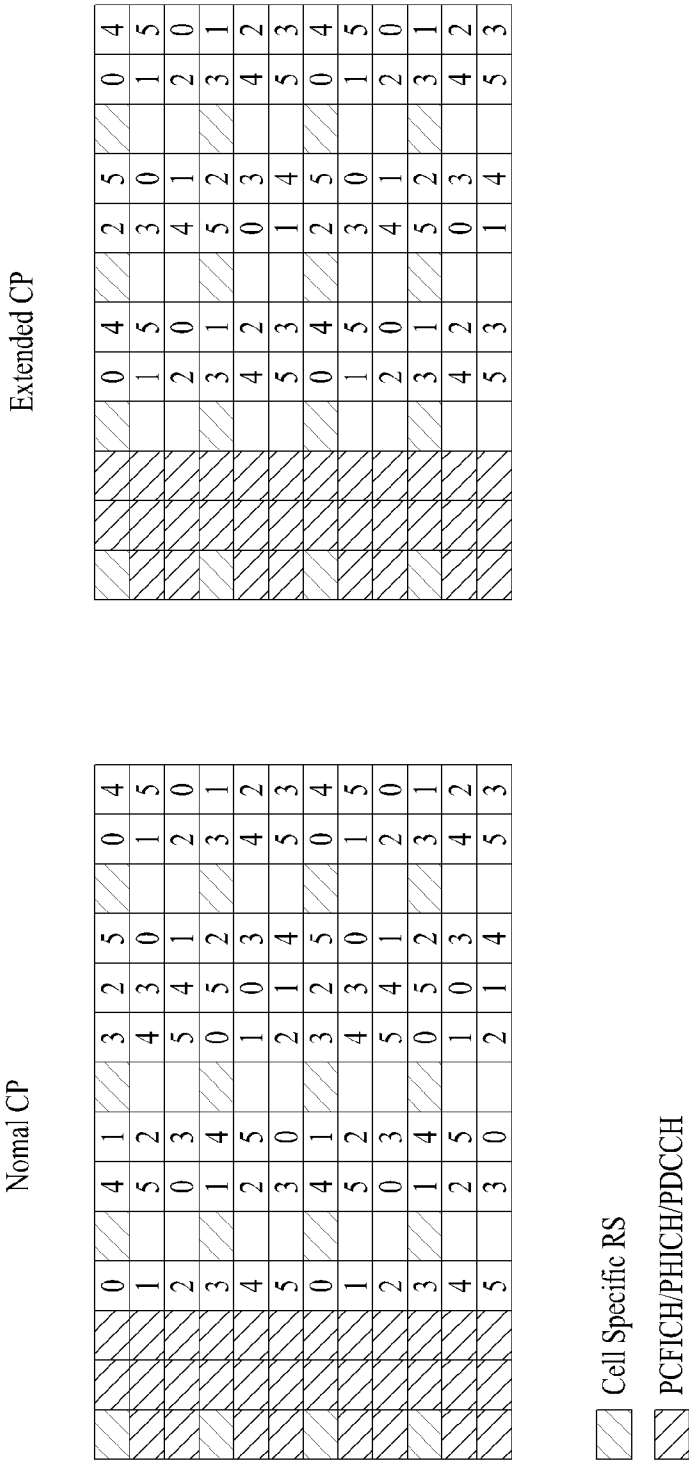 Nomal CP
0 4 1 3 2 5 0 4
1 5 2 4 3 0 1 5
2 0 3 5 4 1 2 0
3 1 4 0 5 2 3 1
4 2 5 1 0 3 4 2
5 3 0 2 1 4 5 3
0 4 1 3 2 5 0 4
1 5 2 4 3 0 1 5
2 0 3 5 4 1 2 0
3 1 4 0 5 2 3 1
4 2 5 1 0 3 4 2
5 3 0 2 1 4 5 3
Extended CP
0 4 2 5 0 4
1 5 3 0 1 5
2 0 4 1 2 0
3 1 5 2 3 1
4 2 0 3 4 2
5 3 1 4 5 3
0 4 2 5 0 4
1 5 3 0 1 5
2 0 4 1 2 0
3 1 5 2 3 1
4 2 0 3 4 2
5 3 1 4 5 3
Cell Specific RS
PCFICH/PHICH/PDCCH